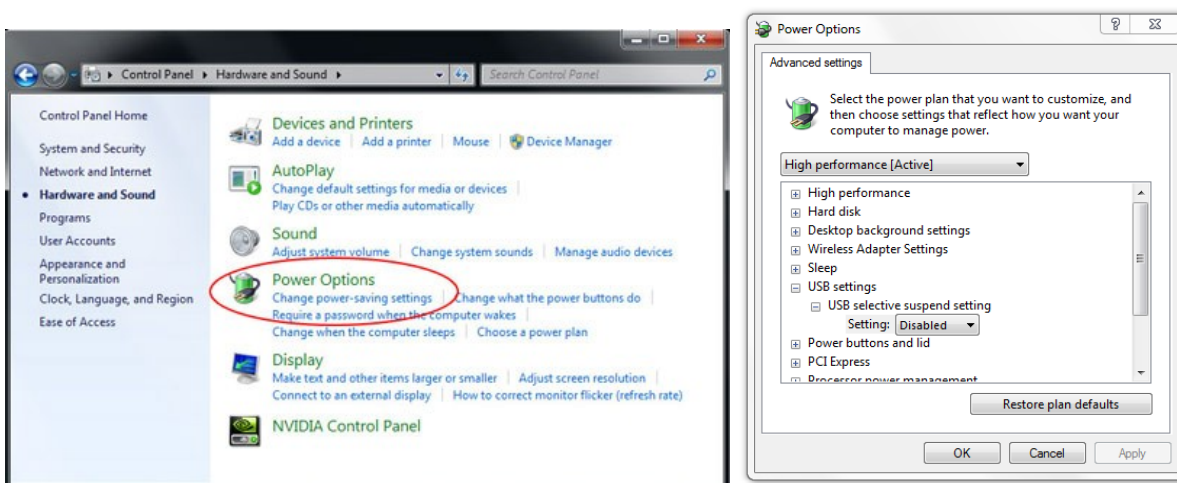 Control Panel ▸ Hardware and Sound ▸
Search Control Panel
Control Panel Home
System and Security
Network and Internet
Hardware and Sound
Programs
User Accounts
Appearance and
Personalization
Clock, Language, and Region
Ease of Access
Devices and Printers
Add a device | Add a printer | Mouse | Device Manager
AutoPlay
Change default settings for media or devices |
Play CDs or other media automatically
Sound
Adjust system volume | Change system sounds | Manage audio devices
Power Options
Change power-saving settings | Change what the power buttons do |
Require a password when the computer wakes |
Change when the computer sleeps | Choose a power plan
Display
Make text and other items larger or smaller | Adjust screen resolution |
Connect to an external display | How to correct monitor flicker (refresh rate)
NVIDIA Control Panel
Power Options
Advanced settings
Select the power plan that you want to customize, and
then choose settings that reflect how you want your
computer to manage power.
High performance [Active]
High performance
Hard disk
Desktop background settings
Wireless Adapter Settings
Sleep
USB settings
USB selective suspend setting
Setting: Disabled
Power buttons and lid
PCI Express
Processor power management
Restore plan defaults
OK Cancel Apply